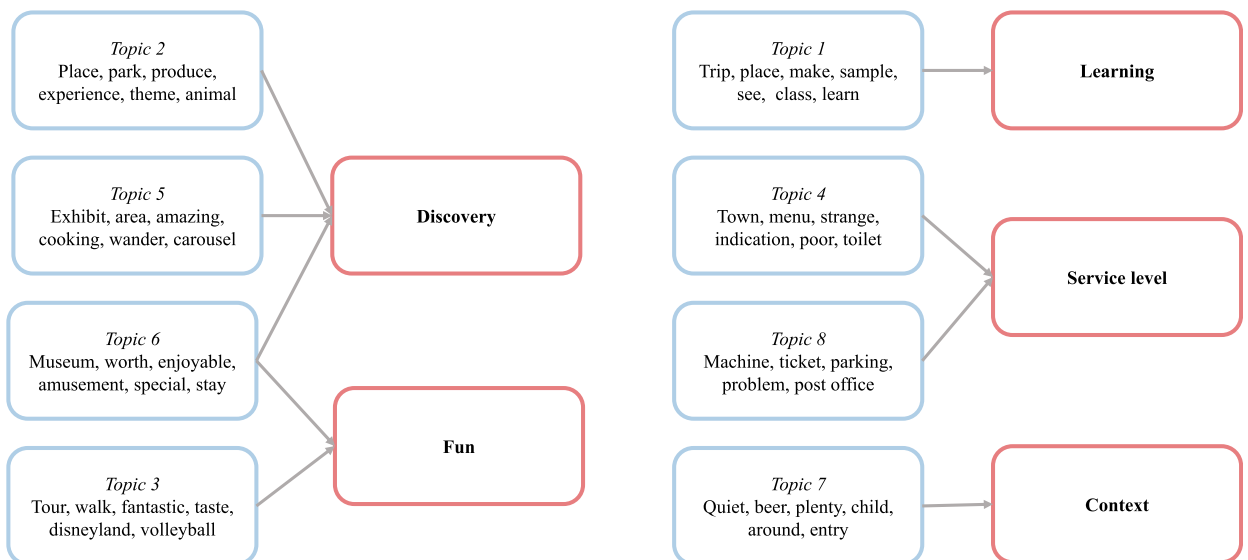 Topic 2
Place, park, produce,
experience, theme, animal
Topic 5
Exhibit, area, amazing,
cooking, wander, carousel
Discovery
Topic 6
Museum, worth, enjoyable,
amusement, special, stay
Fun
Topic 3
Tour, walk, fantastic, taste,
disneyland, volleyball
Topic 1
Trip, place, make, sample,
see, class, learn
Learning
Topic 4
Town, menu, strange,
indication, poor, toilet
Service level
Topic 8
Machine, ticket, parking,
problem, post office
Topic 7
Quiet, beer, plenty, child,
around, entry
Context